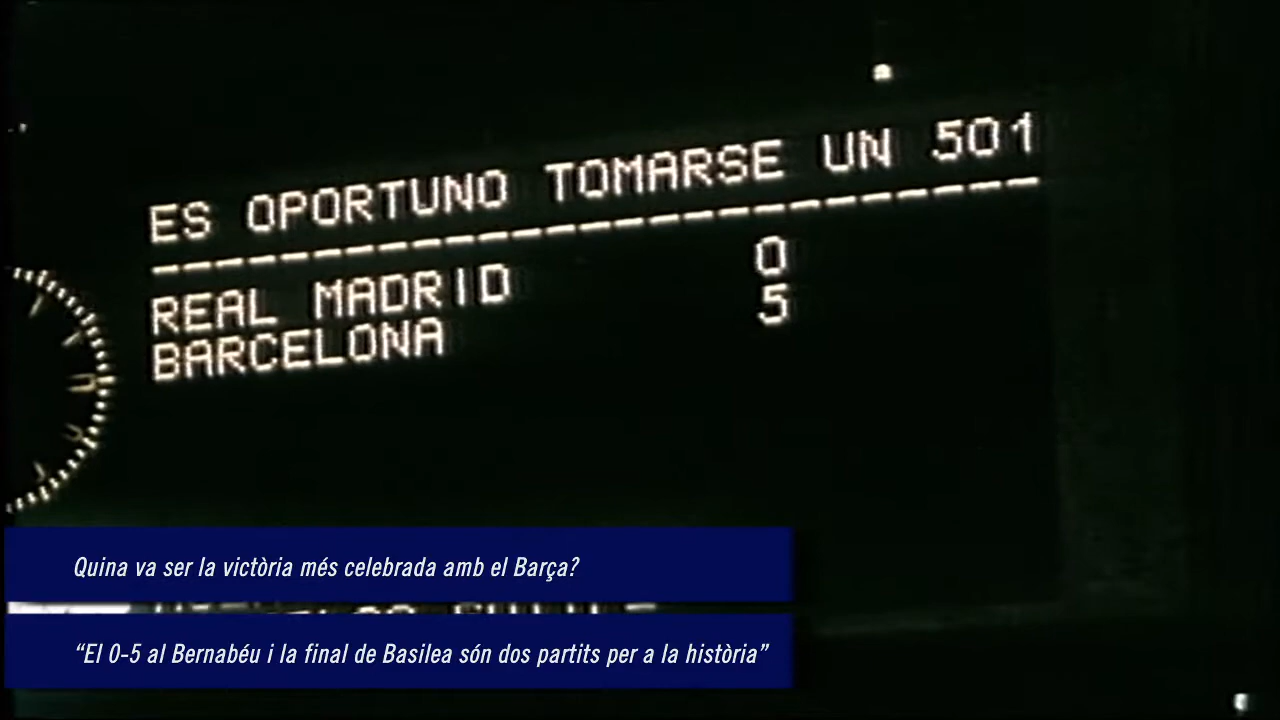 ES OPORTUNO TOMARSE UN 501
REAL MADRID 0
BARCELONA 5
Quina va ser la victòria més celebrada amb el Barça?
“El 0-5 al Bernabéu i la final de Basilea són dos partits per a la història”